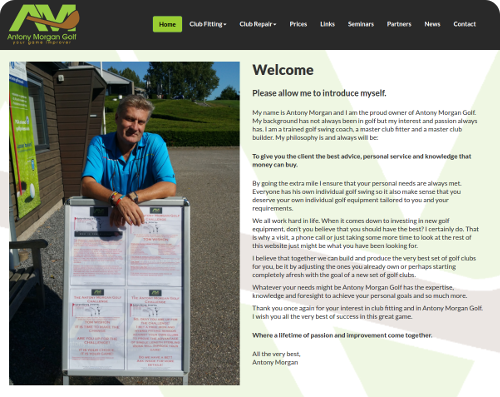 AM
Antony Morgan Golf
your game improver
Home
Club Fitting
Club Repair
Prices
Links
Seminars
Partners
News
Contact
Welcome
Please allow me to introduce myself.
My name is Antony Morgan and I am the proud owner of Antony Morgan Golf.
My background has not always been in golf but my interest and passion always
has. I am a trained golf swing coach, a master club fitter and a master club
builder. My philosophy is and always will be:
To give you the client the best advice, personal service and knowledge that
money can buy.
By going the extra mile I ensure that your personal needs are always met.
Everyone has his own individual golf swing so it also make sense that you
deserve your own individual golf equipment tailored to you and your
requirements.
We all work hard in life. When it comes down to investing in new golf
equipment, don't you believe that you should have the best? I certainly do. That
is why a visit, a phone call or just taking some more time to look at the rest of
this website just might be what you have been looking for.
I believe that together we can build and produce the very best set of golf clubs
for you, be it by adjusting the ones you already own or perhaps starting
completely afresh with the goal of a new set of golf clubs.
Whatever your needs might be Antony Morgan Golf has the expertise,
knowledge and foresight to achieve your personal goals and so much more.
Thank you once again for your interest in club fitting and in Antony Morgan Golf.
I wish you all the very best of success in this great game.
Where a lifetime of passion and improvement come together.
All the very best,
Antony Morgan